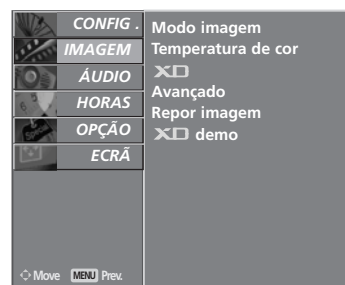 CONFIG .
IMAGEM
ÁUDIO
HORAS
OPÇÃO
ECRÃ
Modo imagem
Temperatura de cor
XD
Avançado
Repor imagem
XD demo
Move MENU Prev.